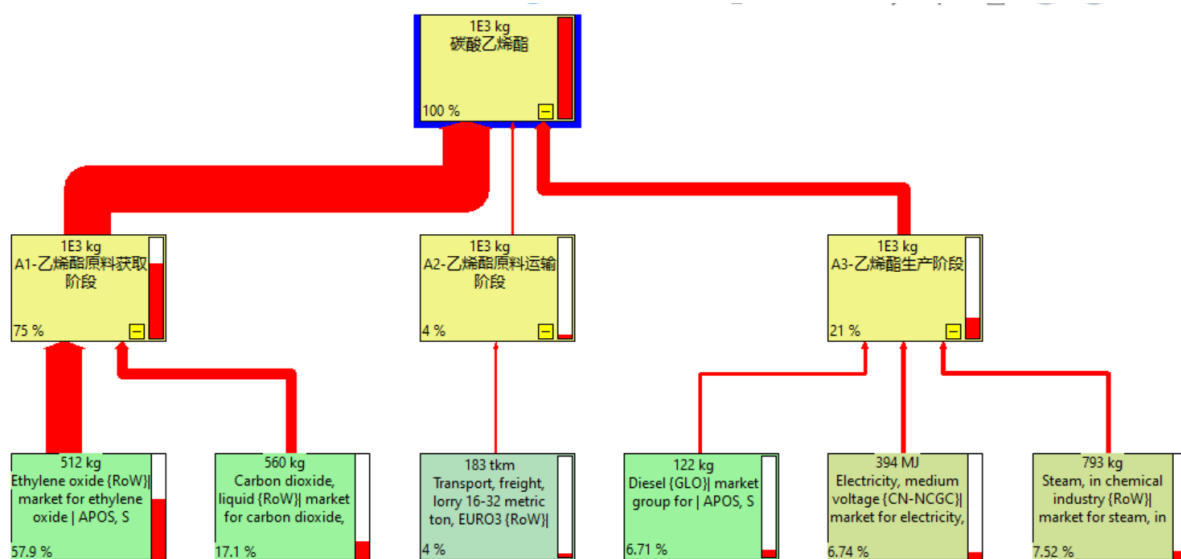 1E3 kg
碳酸乙烯酯
100 %
1E3 kg
A1-乙烯酯原料获取
阶段
75 %
1E3 kg
A2-乙烯酯原料运输
阶段
4 %
1E3 kg
A3-乙烯酯生产阶段
21 %
512 kg
Ethylene oxide {RoW}|
market for ethylene
oxide | APOS, S
57.9 %
560 kg
Carbon dioxide,
liquid {RoW}| market
for carbon dioxide,
17.1 %
183 tkm
Transport, freight,
lorry 16-32 metric
ton, EURO3 {RoW}|
4 %
122 kg
Diesel {GLO}| market
group for | APOS, S
6.71 %
394 MJ
Electricity, medium
voltage {CN-NCGC}|
market for electricity,
6.74 %
793 kg
Steam, in chemical
industry {RoW}|
market for steam, in
7.52 %